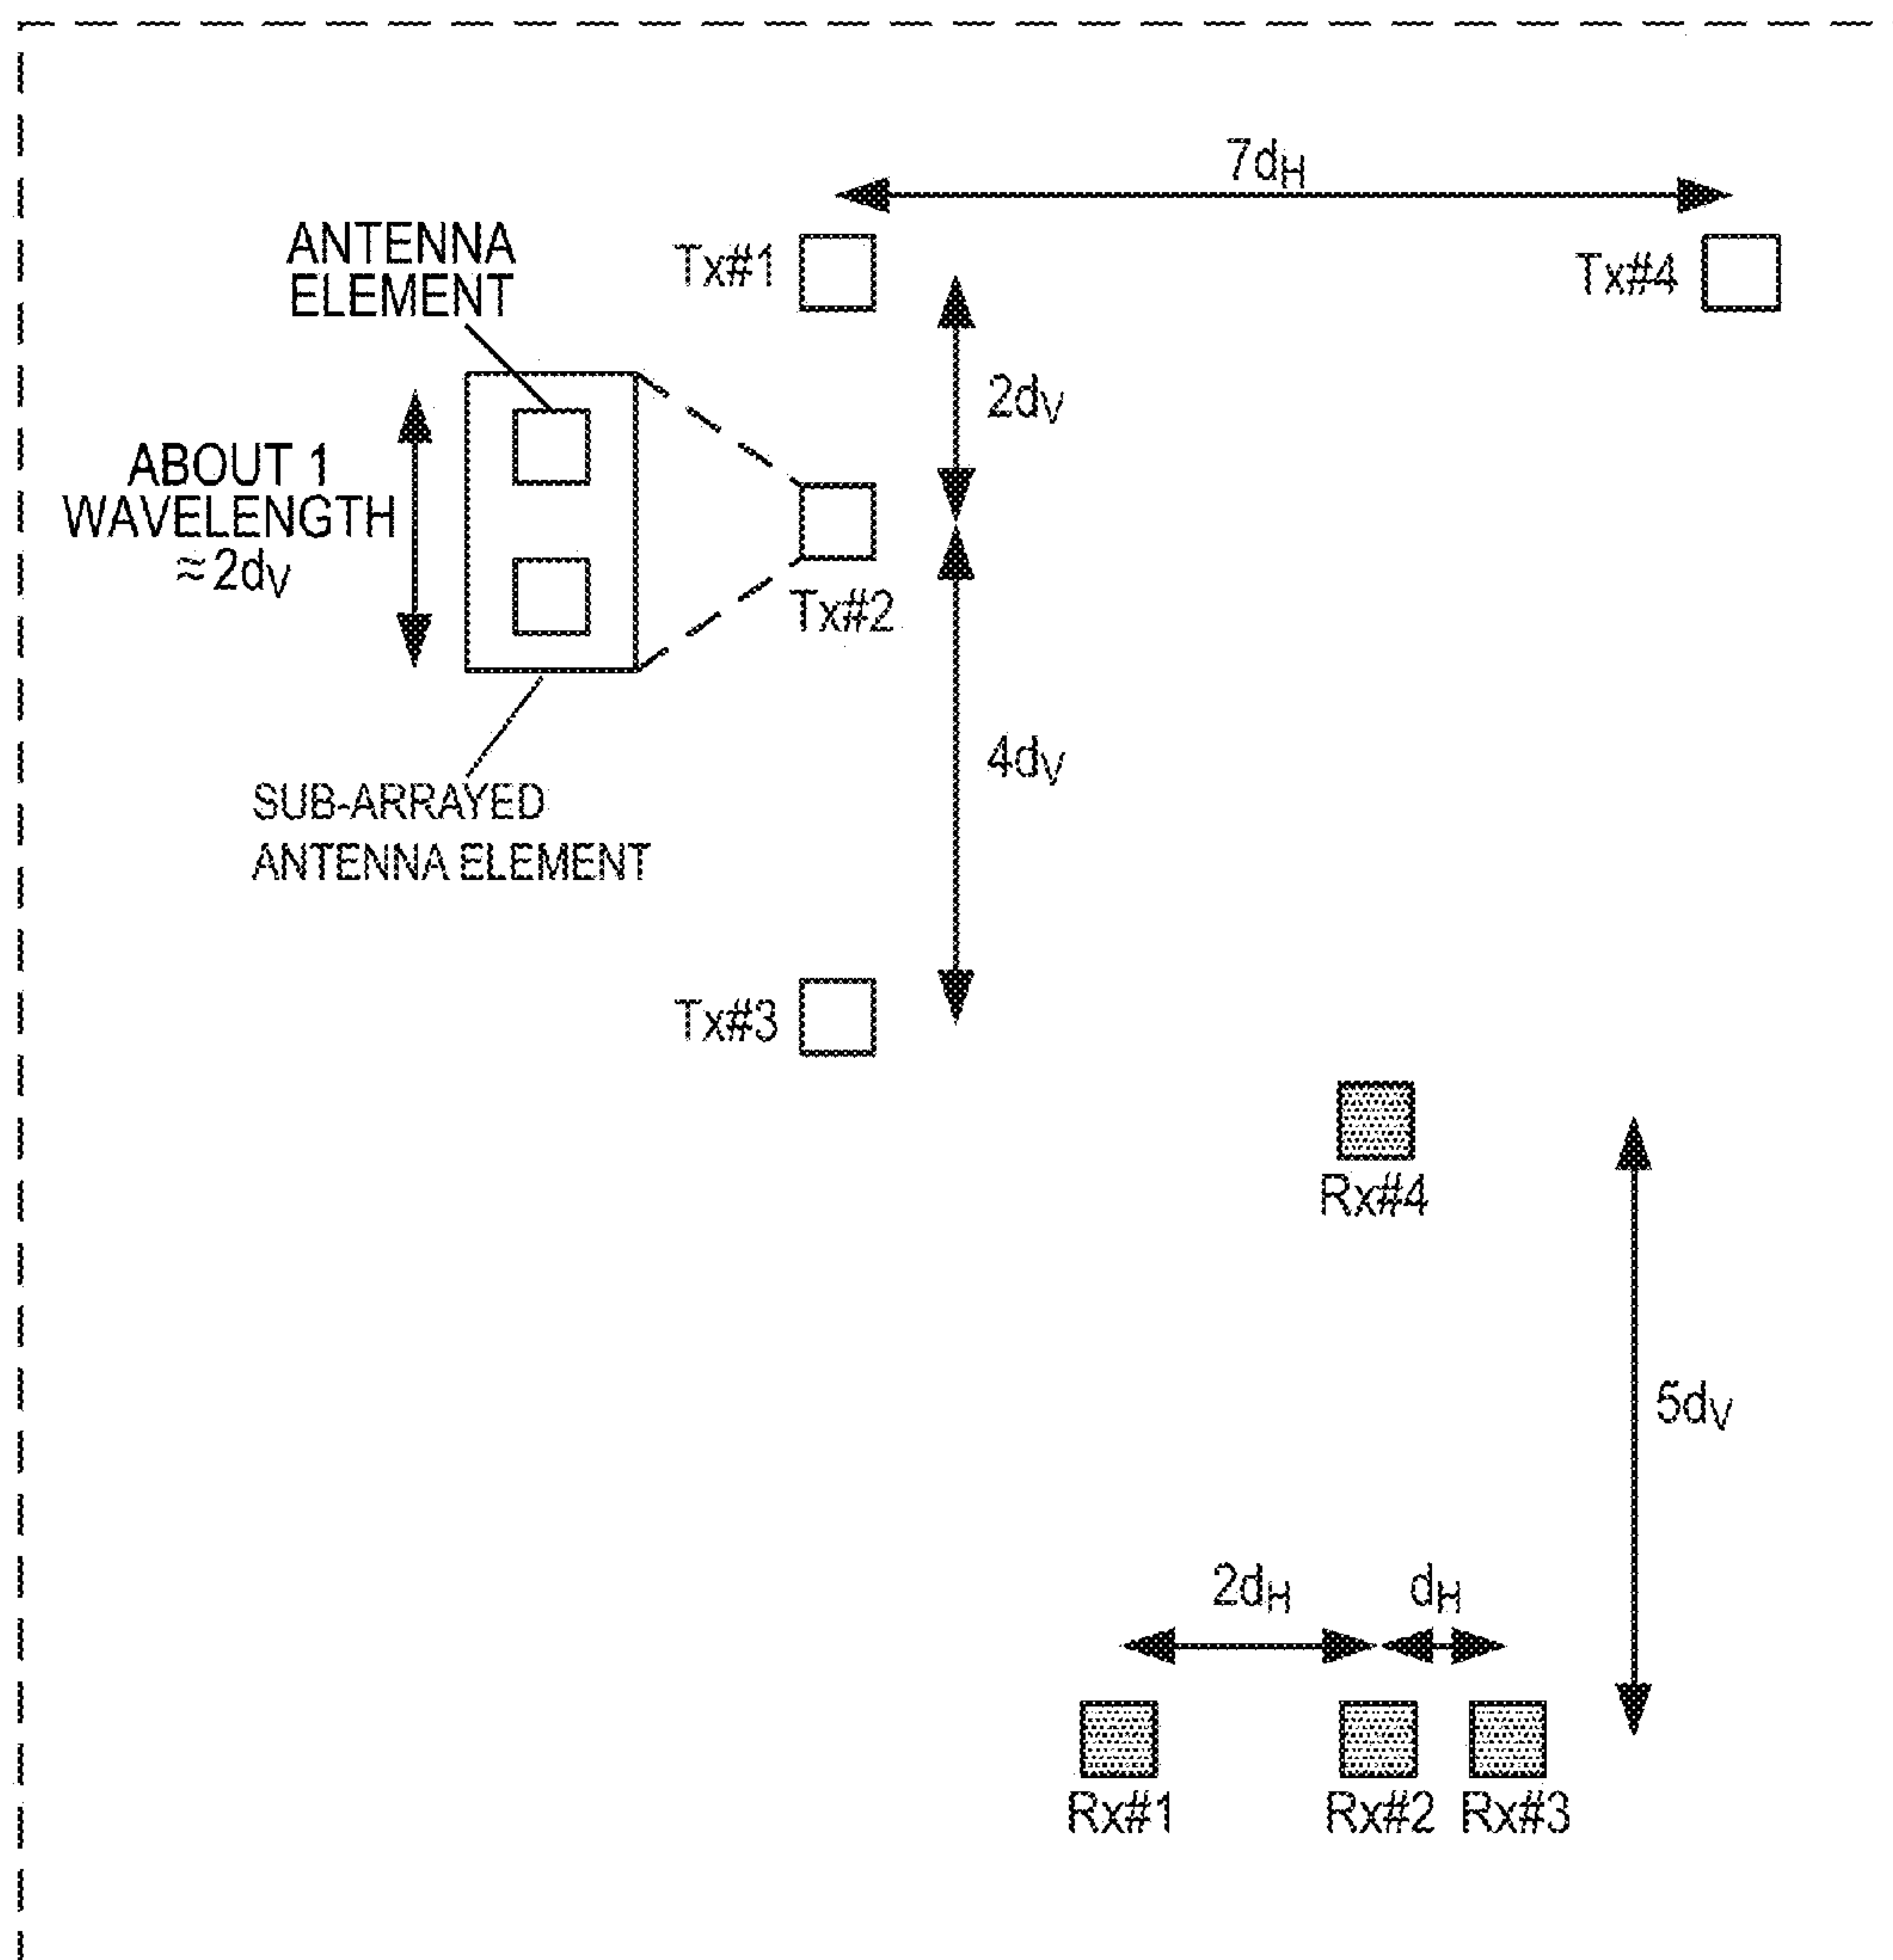 7dH
ANTENNA
ELEMENT
Tx#1
Tx#4
2dV
ABOUT 1
WAVELENGTH
≈2dV
Tx#2
4dV
SUB-ARRAYED
ANTENNA ELEMENT
Tx#3
Rx#4
5dV
2dH
dH
Rx#1
Rx#2
Rx#3